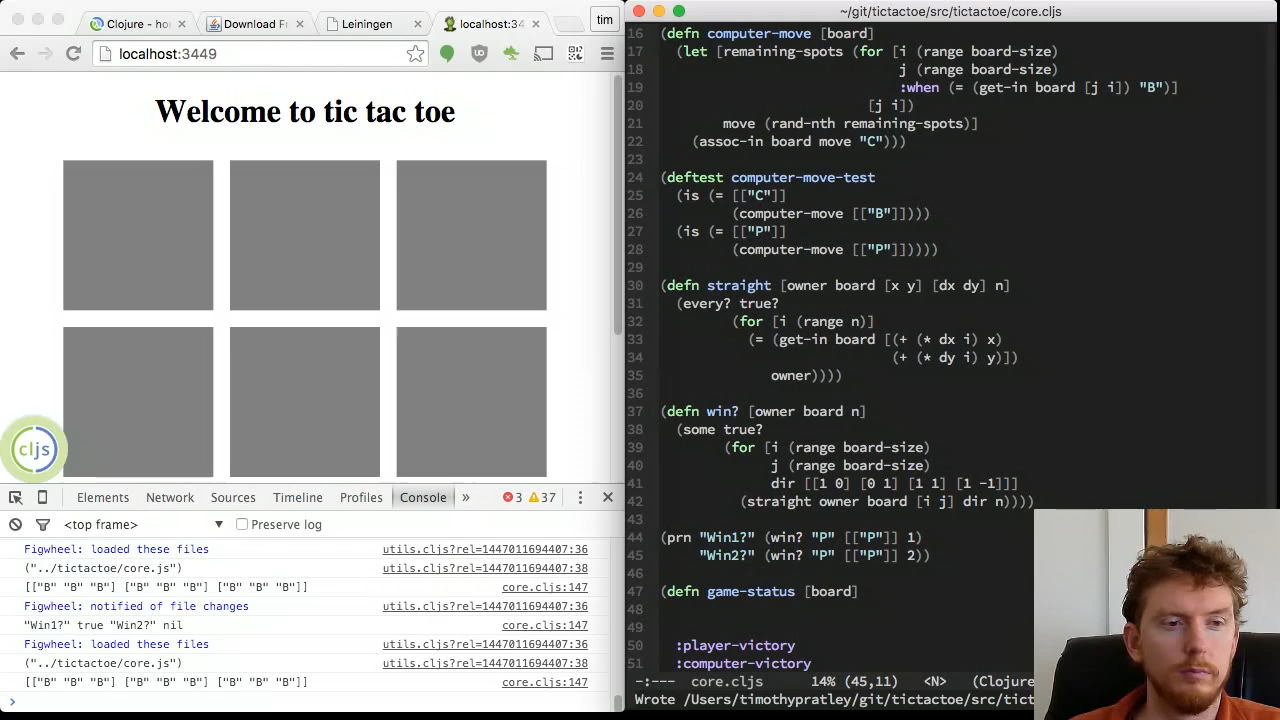 Clojure - ho
Download F
Leiningen
localhost:34
tim
localhost:3449
Welcome to tic tac toe
cljs
Elements Network Sources Timeline Profiles Console » 3 37
<top frame> Preserve log
Figwheel: loaded these files utils.cljs?rel=1447011694407:36
("../tictactoe/core.js") utils.cljs?rel=1447011694407:38
[["B" "B" "B"] ["B" "B" "B"] ["B" "B" "B"]] core.cljs:147
Figwheel: notified of file changes utils.cljs?rel=1447011694407:36
"Win1?" true "Win2?" nil core.cljs:147
Figwheel: loaded these files utils.cljs?rel=1447011694407:36
("../tictactoe/core.js") utils.cljs?rel=1447011694407:38
[["B" "B" "B"] ["B" "B" "B"] ["B" "B" "B"]] core.cljs:147
>
~/git/tictactoe/src/tictactoe/core.cljs
16 (defn computer-move [board]
17 (let [remaining-spots (for [i (range board-size)
18 j (range board-size)
19 :when (= (get-in board [j i]) "B")]
20 [j i])
21 move (rand-nth remaining-spots)]
22 (assoc-in board move "C")))
23
24 (deftest computer-move-test
25 (is (= [["C"]]
26 (computer-move [["B"]])))
27 (is (= [["P"]]
28 (computer-move [["P"]]))))
29
30 (defn straight [owner board [x y] [dx dy] n]
31 (every? true?
32 (for [i (range n)]
33 (= (get-in board [(+ (* dx i) x)
34 (+ (* dy i) y)])
35 owner))))
36
37 (defn win? [owner board n]
38 (some true?
39 (for [i (range board-size)
40 j (range board-size)
41 dir [[1 0] [0 1] [1 1] [1 -1]]]
42 (straight owner board [i j] dir n))))
43
44 (prn "Win1?" (win? "P" [["P"]] 1)
45 "Win2?" (win? "P" [["P"]] 2))
46
47 (defn game-status [board]
48
49
50 :player-victory
51 :computer-victory
-:--- core.cljs 14% (45,11) <N> (Clojure
Wrote /Users/timothypratley/git/tictactoe/src/tict